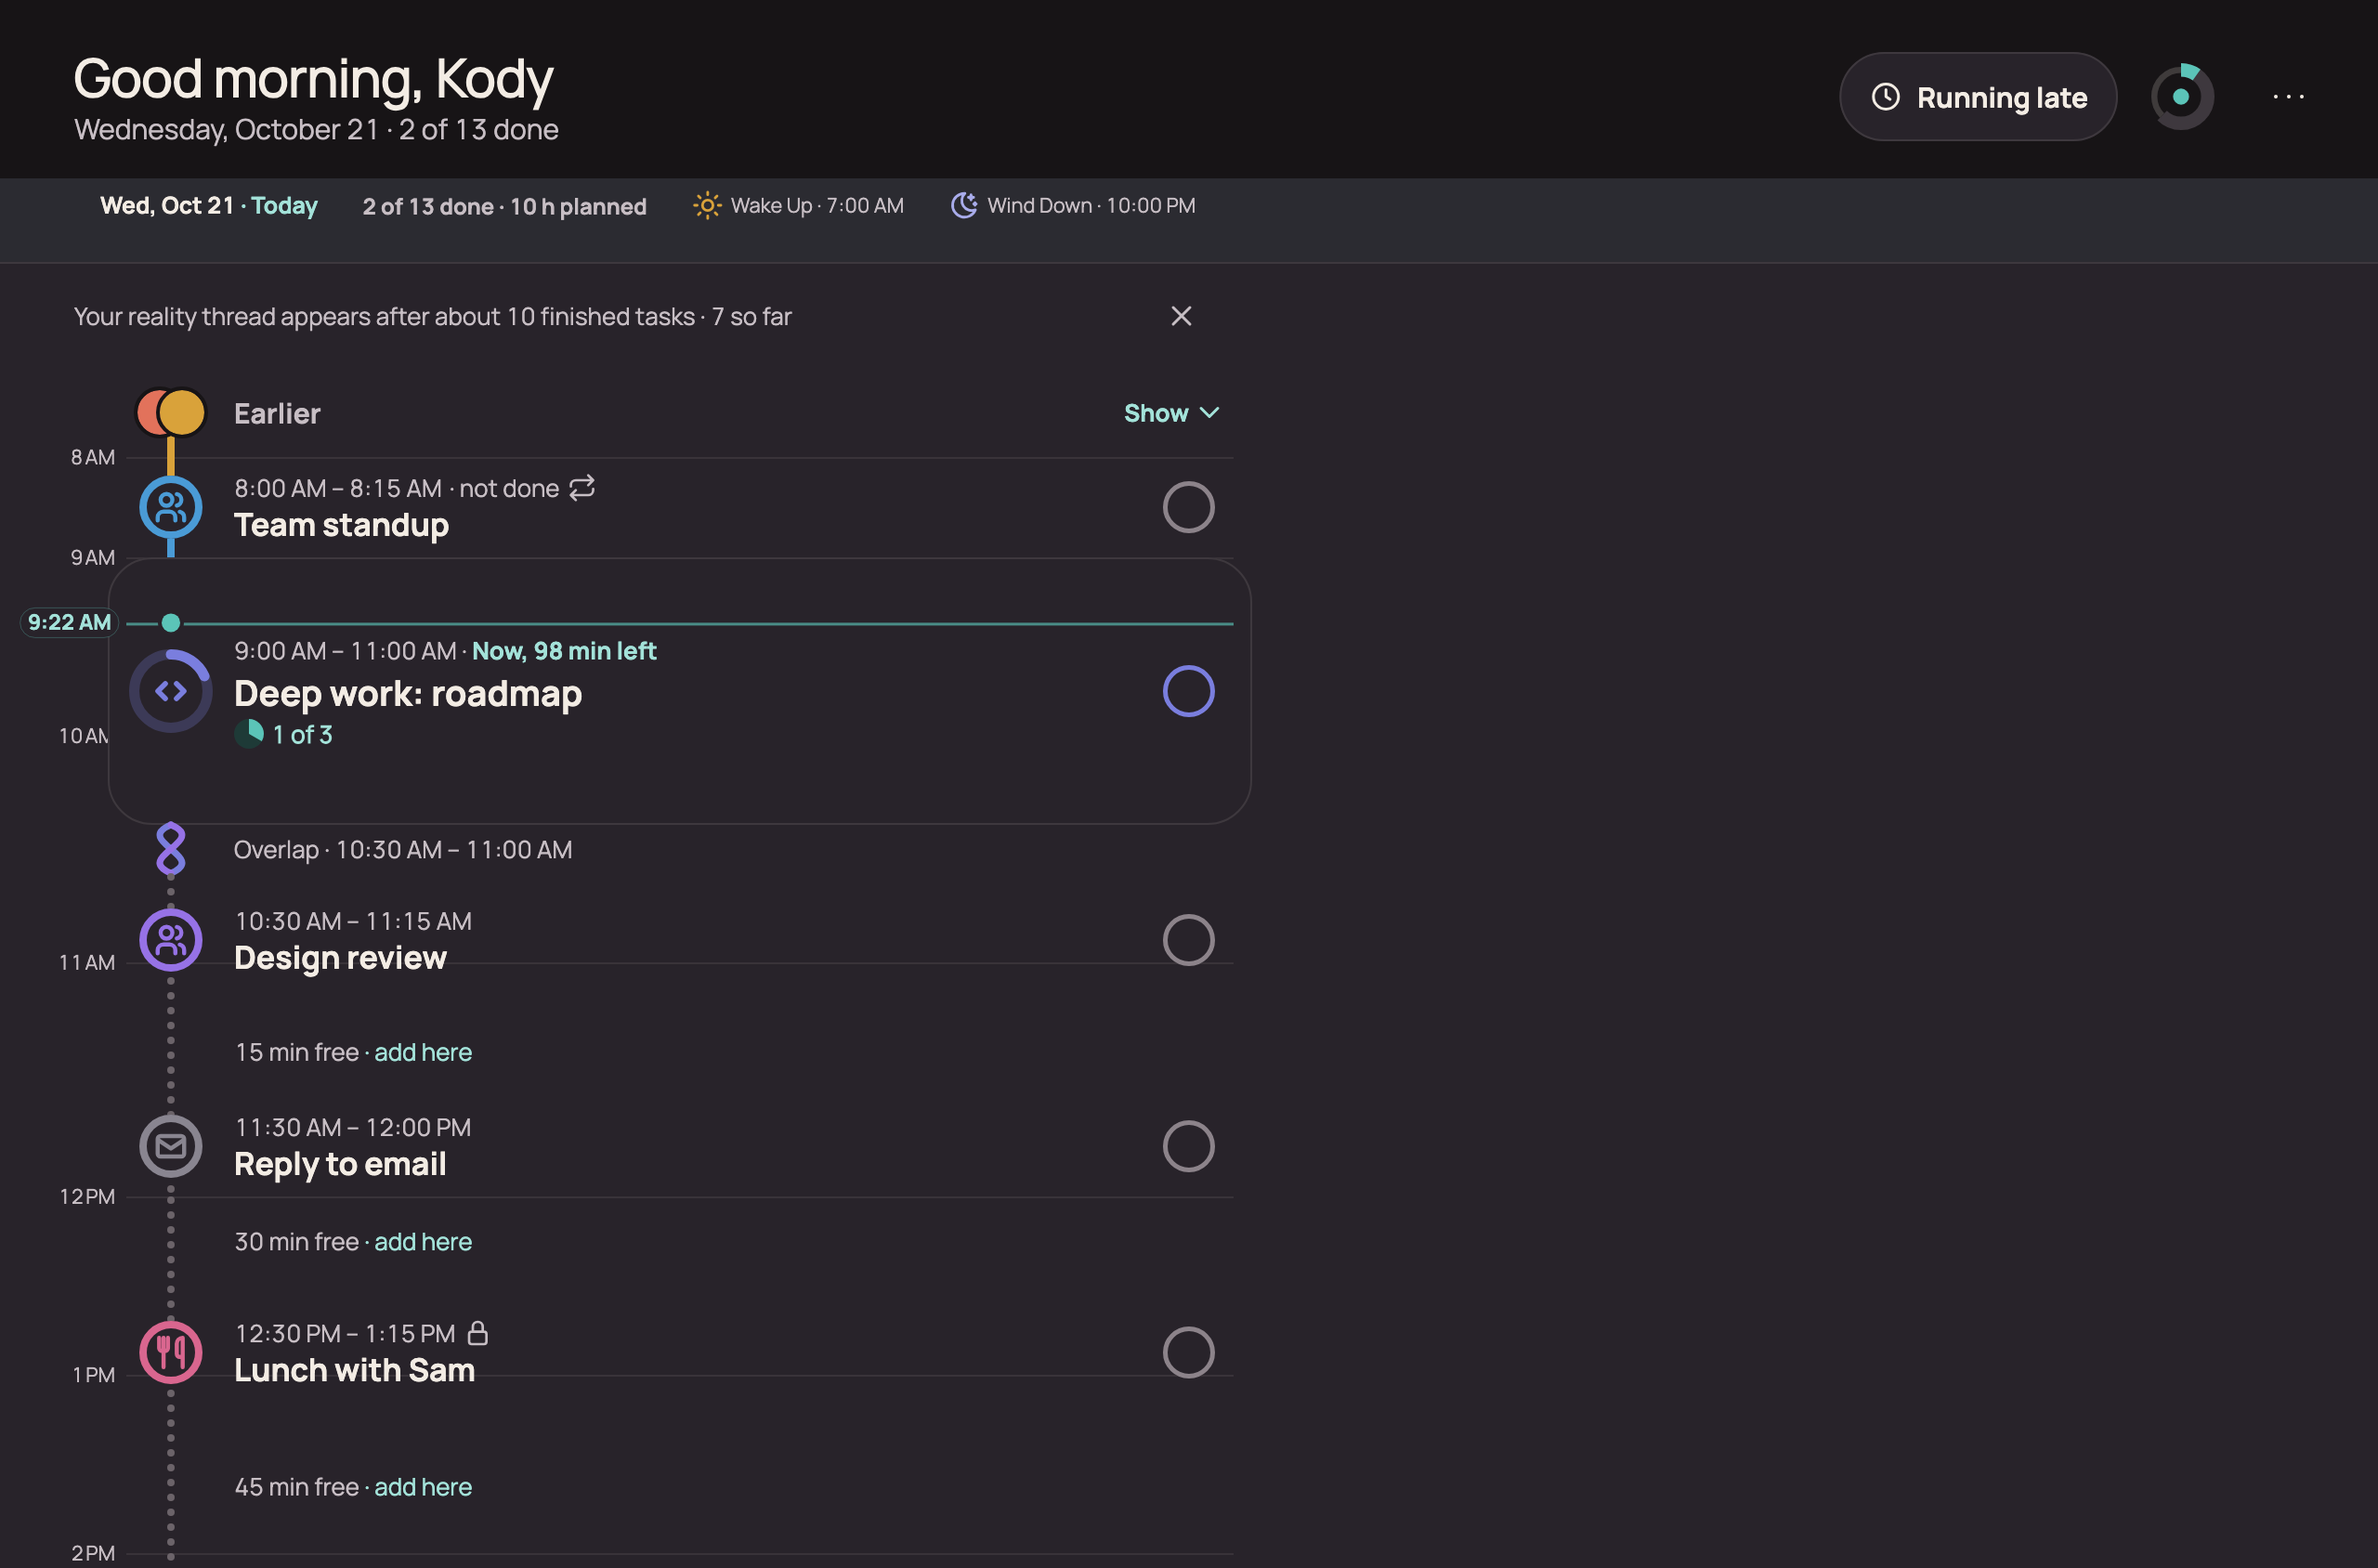 Good morning, Kody
Wednesday, October 21 · 2 of 13 done
Running late
Wed, Oct 21 · Today
2 of 13 done · 10 h planned
Wake Up · 7:00 AM
Wind Down · 10:00 PM
Your reality thread appears after about 10 finished tasks · 7 so far
Earlier
Show
8 AM
8:00 AM – 8:15 AM · not done
Team standup
9 AM
9:22 AM
9:00 AM – 11:00 AM · Now, 98 min left
Deep work: roadmap
1 of 3
10 AM
Overlap · 10:30 AM – 11:00 AM
10:30 AM – 11:15 AM
Design review
11 AM
15 min free · add here
11:30 AM – 12:00 PM
Reply to email
12 PM
30 min free · add here
12:30 PM – 1:15 PM
Lunch with Sam
1 PM
45 min free · add here
2 PM